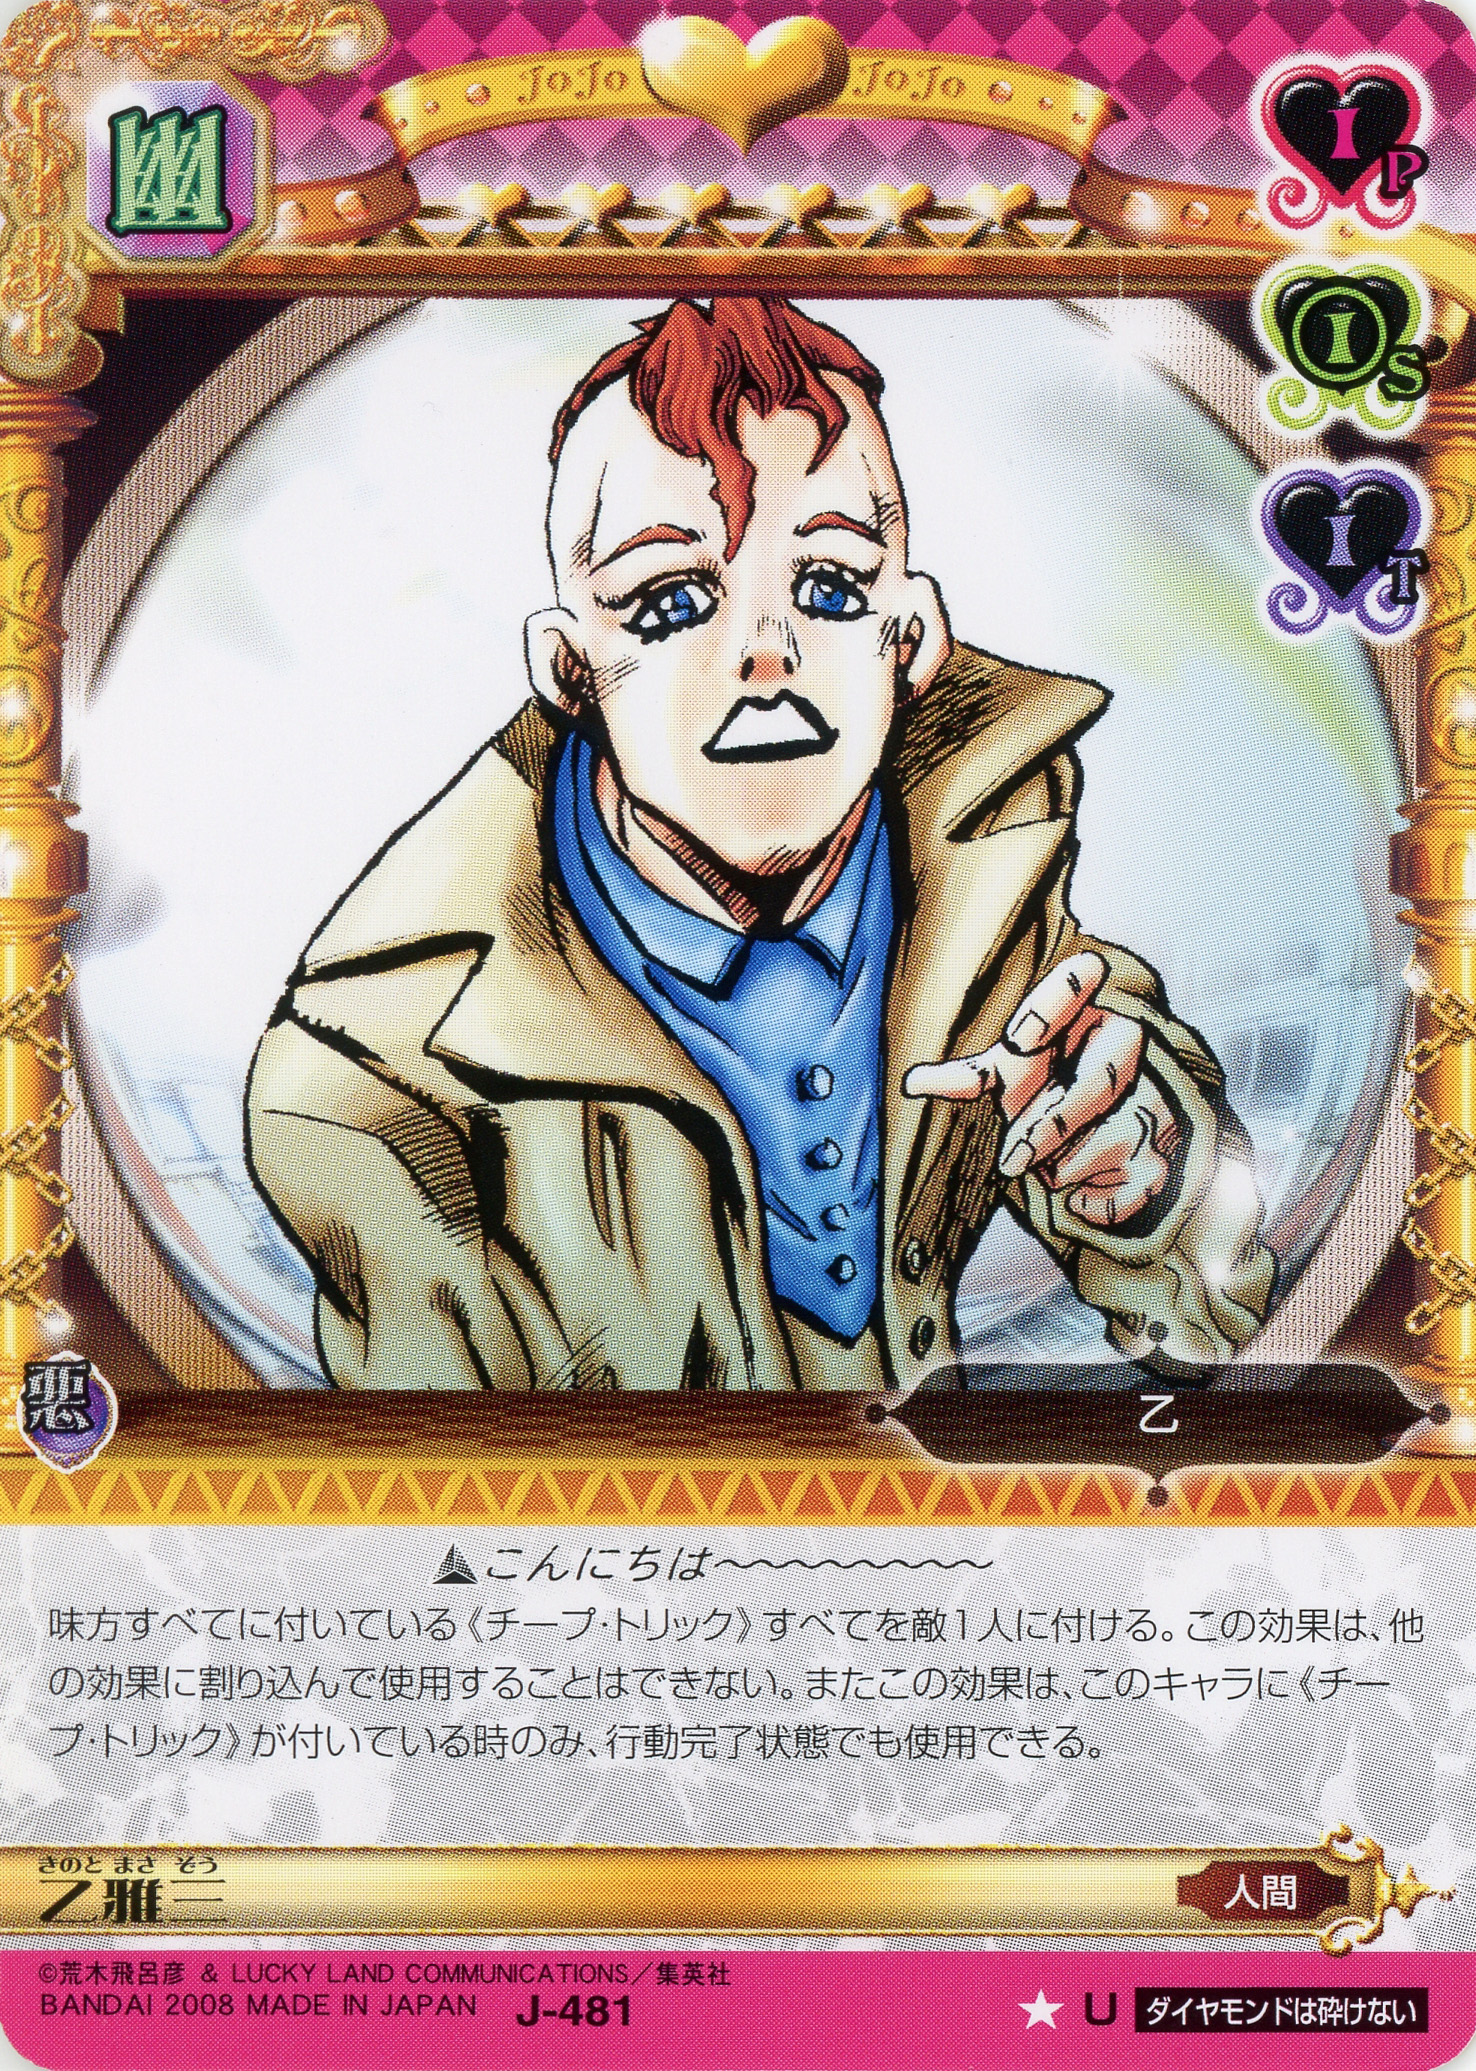 JoJo JoJo
1P
1S
1T
悪
乙
▲こんにちは～～～～～～～～
味方すべてに付いている《チープ・トリック》すべてを敵1人に付ける。この効果は、他
の効果に割り込んで使用することはできない。またこの効果は、このキャラに《チー
プ・トリック》が付いている時のみ、行動完了状態でも使用できる。
きのと まさ ぞう
乙雅三
人間
©荒木飛呂彦 & LUCKY LAND COMMUNICATIONS／集英社
BANDAI 2008 MADE IN JAPAN J-481
★ U ダイヤモンドは砕けない